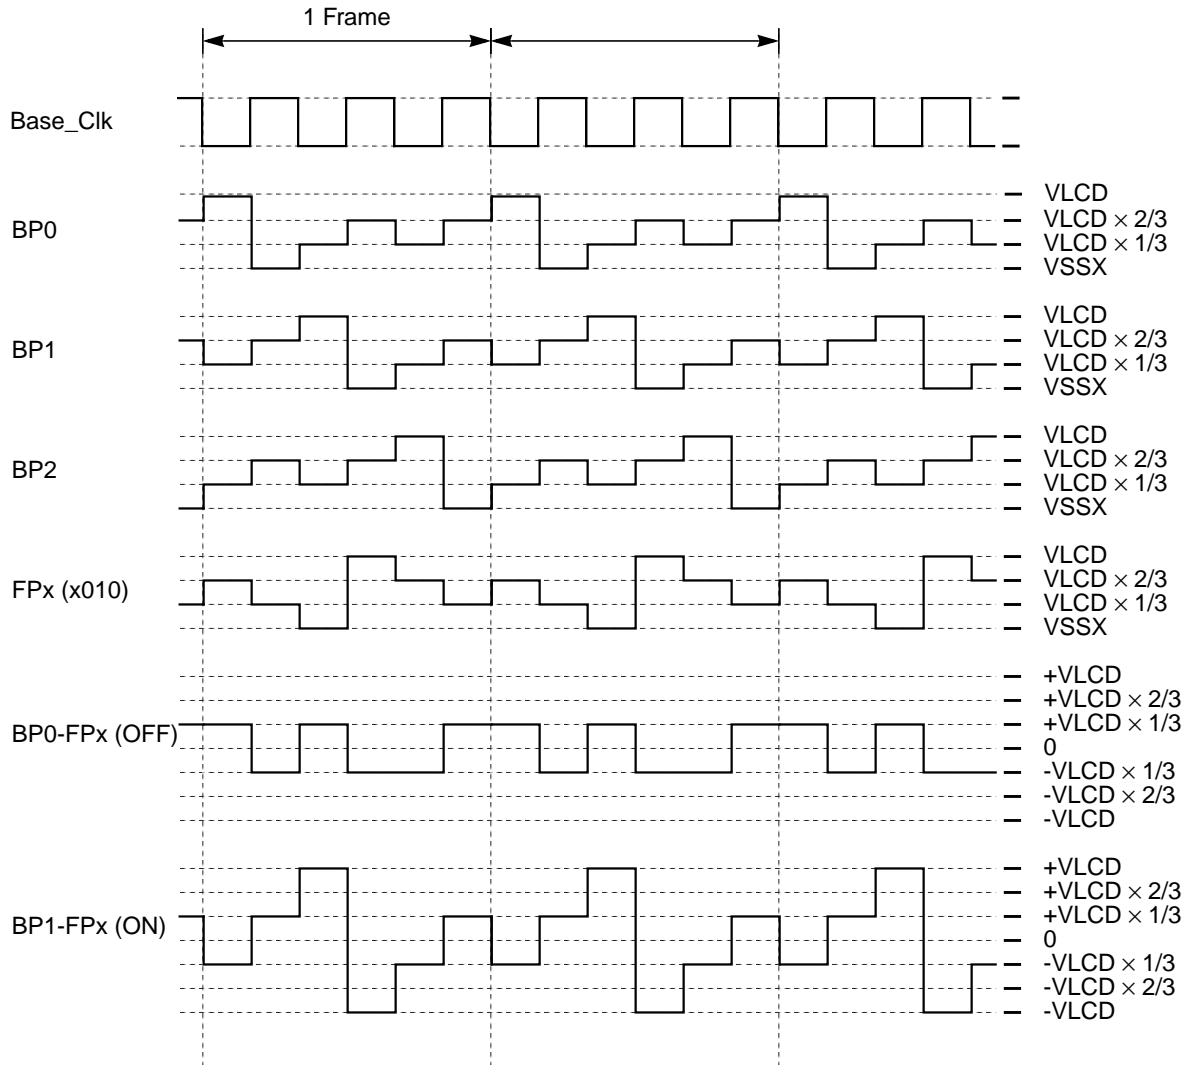 1 Frame
Base_Clk
BP0
VLCD
VLCD × 2/3
VLCD × 1/3
VSSX
BP1
VLCD
VLCD × 2/3
VLCD × 1/3
VSSX
BP2
VLCD
VLCD × 2/3
VLCD × 1/3
VSSX
FPx (x010)
VLCD
VLCD × 2/3
VLCD × 1/3
VSSX
BP0-FPx (OFF)
+VLCD
+VLCD × 2/3
+VLCD × 1/3
0
-VLCD × 1/3
-VLCD × 2/3
-VLCD
BP1-FPx (ON)
+VLCD
+VLCD × 2/3
+VLCD × 1/3
0
-VLCD × 1/3
-VLCD × 2/3
-VLCD